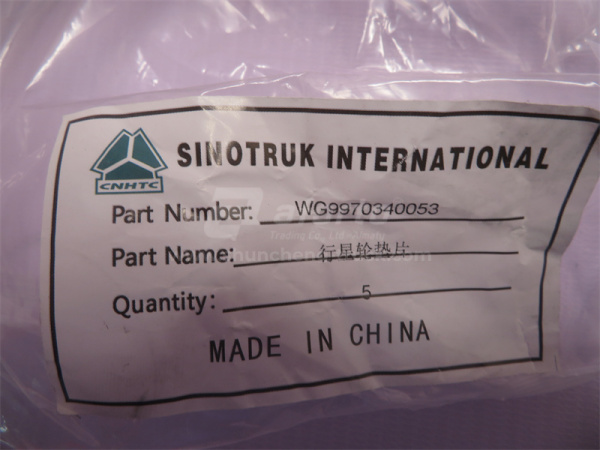 CNHTC
SINOTRUK INTERNATIONAL
Part Number: WG9970340053
Part Name: 行星轮垫片
Quantity: 5
MADE IN CHINA